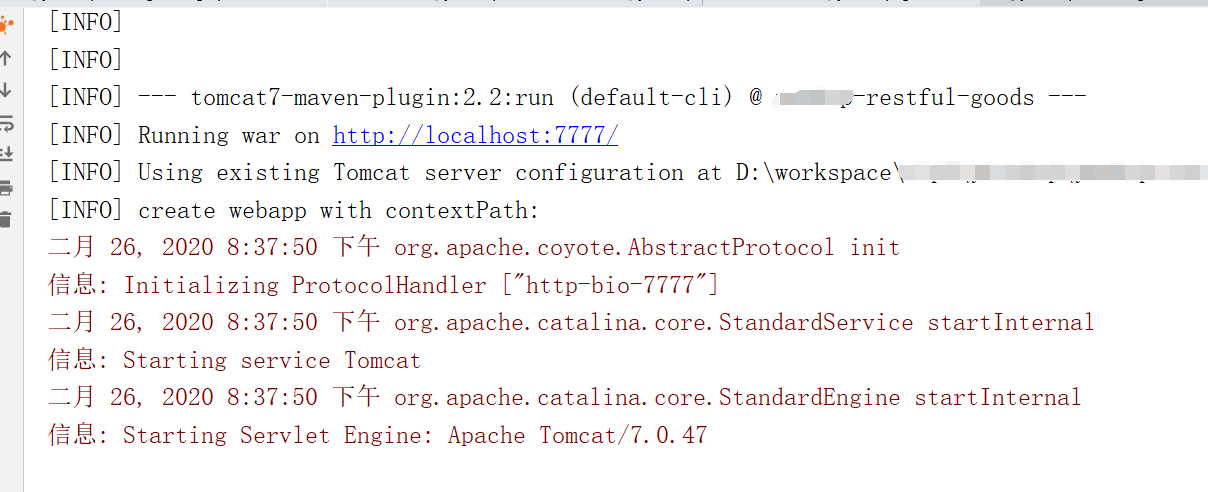 [INFO]
[INFO]
[INFO] --- tomcat7-maven-plugin:2.2:run (default-cli) @ -restful-goods ---
[INFO] Running war on http://localhost:7777/
[INFO] Using existing Tomcat server configuration at D:\workspace\
[INFO] create webapp with contextPath:
二月 26, 2020 8:37:50 下午 org.apache.coyote.AbstractProtocol init
信息: Initializing ProtocolHandler ["http-bio-7777"]
二月 26, 2020 8:37:50 下午 org.apache.catalina.core.StandardService startInternal
信息: Starting service Tomcat
二月 26, 2020 8:37:50 下午 org.apache.catalina.core.StandardEngine startInternal
信息: Starting Servlet Engine: Apache Tomcat/7.0.47